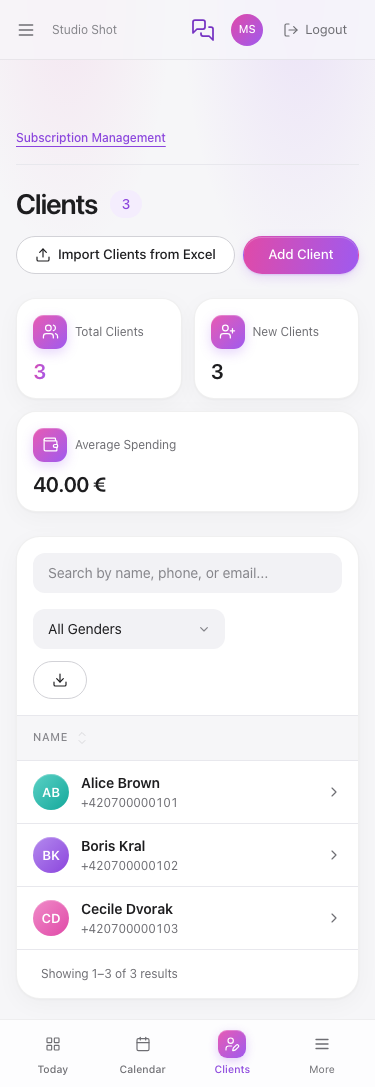 Studio Shot
MS
Logout
Subscription Management
Clients 3
Import Clients from Excel
Add Client
Total Clients
3
New Clients
3
Average Spending
40.00 €
Search by name, phone, or email...
All Genders
NAME
AB
Alice Brown
+420700000101
BK
Boris Kral
+420700000102
CD
Cecile Dvorak
+420700000103
Showing 1–3 of 3 results
Today
Calendar
Clients
More